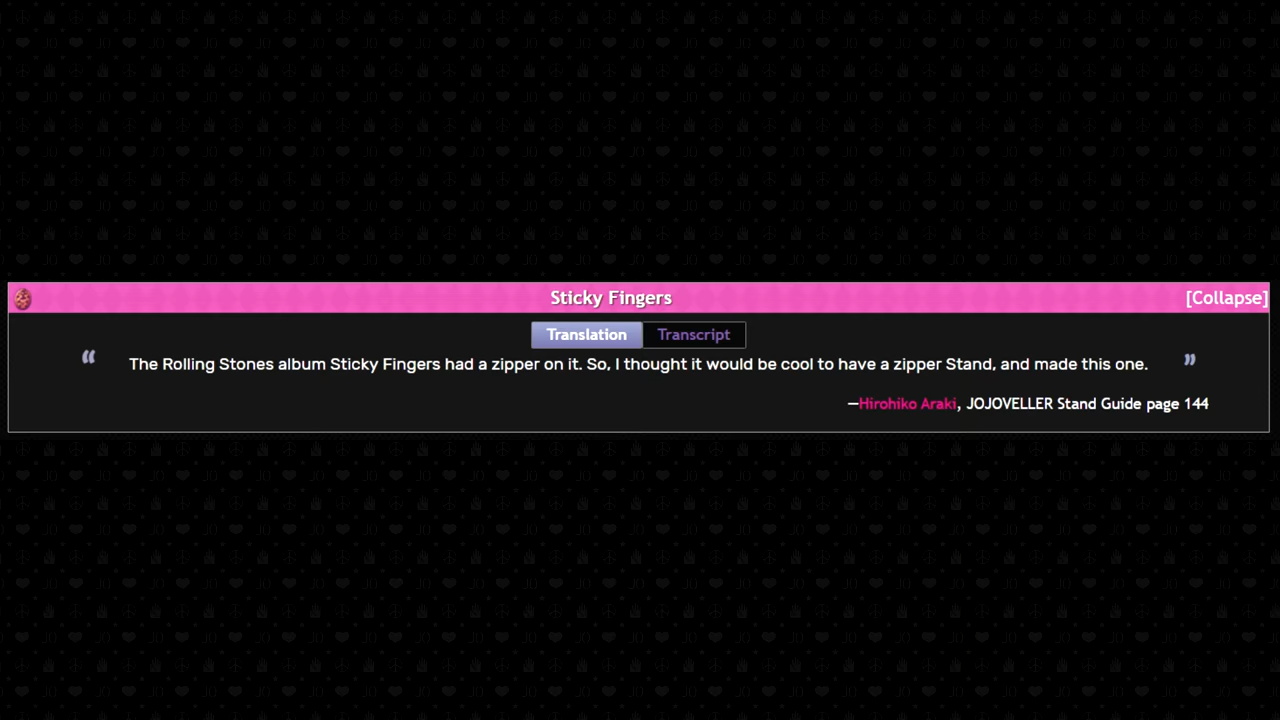 Sticky Fingers
[Collapse]
Translation
Transcript
“ The Rolling Stones album Sticky Fingers had a zipper on it. So, I thought it would be cool to have a zipper Stand, and made this one. ”
—Hirohiko Araki, JOJOVELLER Stand Guide page 144